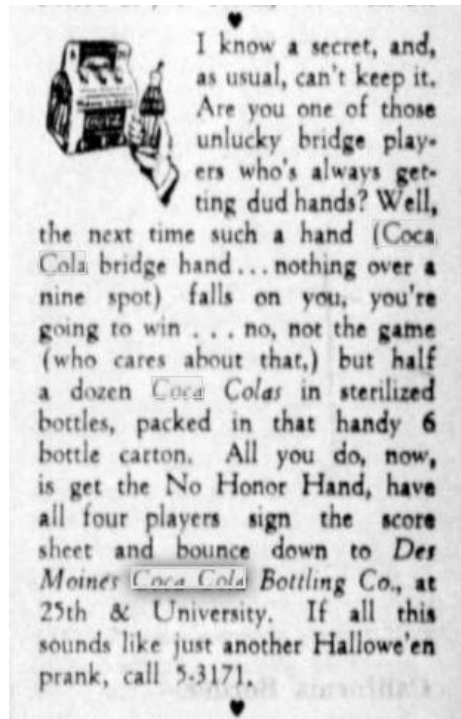 I know a secret, and,
as usual, can't keep it.
Are you one of those
unlucky bridge play-
ers who's always get-
ting dud hands? Well,
the next time such a hand (Coca
Cola bridge hand...nothing over a
nine spot) falls on you, you're
going to win . . . no, not the game
(who cares about that,) but half
a dozen Coca Colas in sterilized
bottles, packed in that handy 6
bottle carton. All you do, now,
is get the No Honor Hand, have
all four players sign the score
sheet and bounce down to Des
Moines Coca Cola Bottling Co., at
25th & University. If all this
sounds like just another Hallowe'en
prank, call 5-3171.